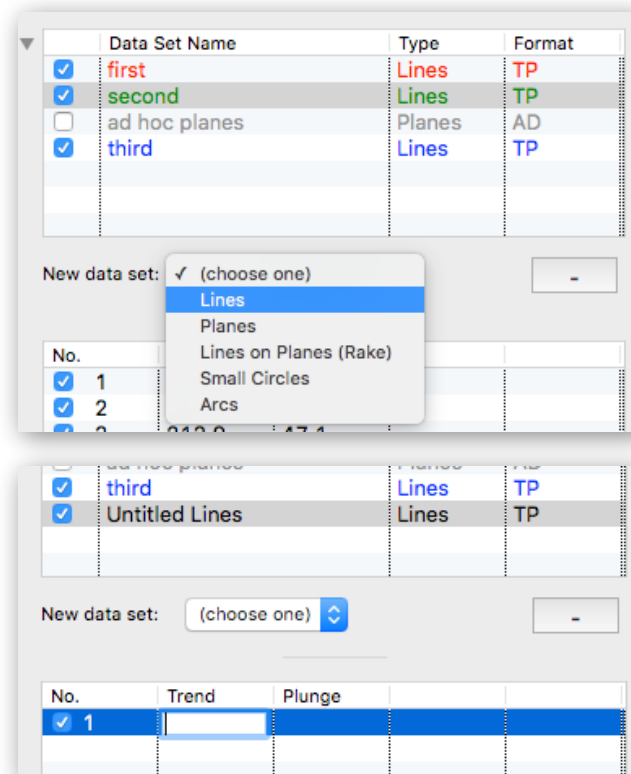 Data Set Name Type Format
first Lines TP
second Lines TP
ad hoc planes Planes AD
third Lines TP
New data set: ✓ (choose one) -
Lines
Planes
Lines on Planes (Rake)
Small Circles
Arcs
No.
1
2
third Lines TP
Untitled Lines Lines TP
New data set: (choose one) -
No. Trend Plunge
1